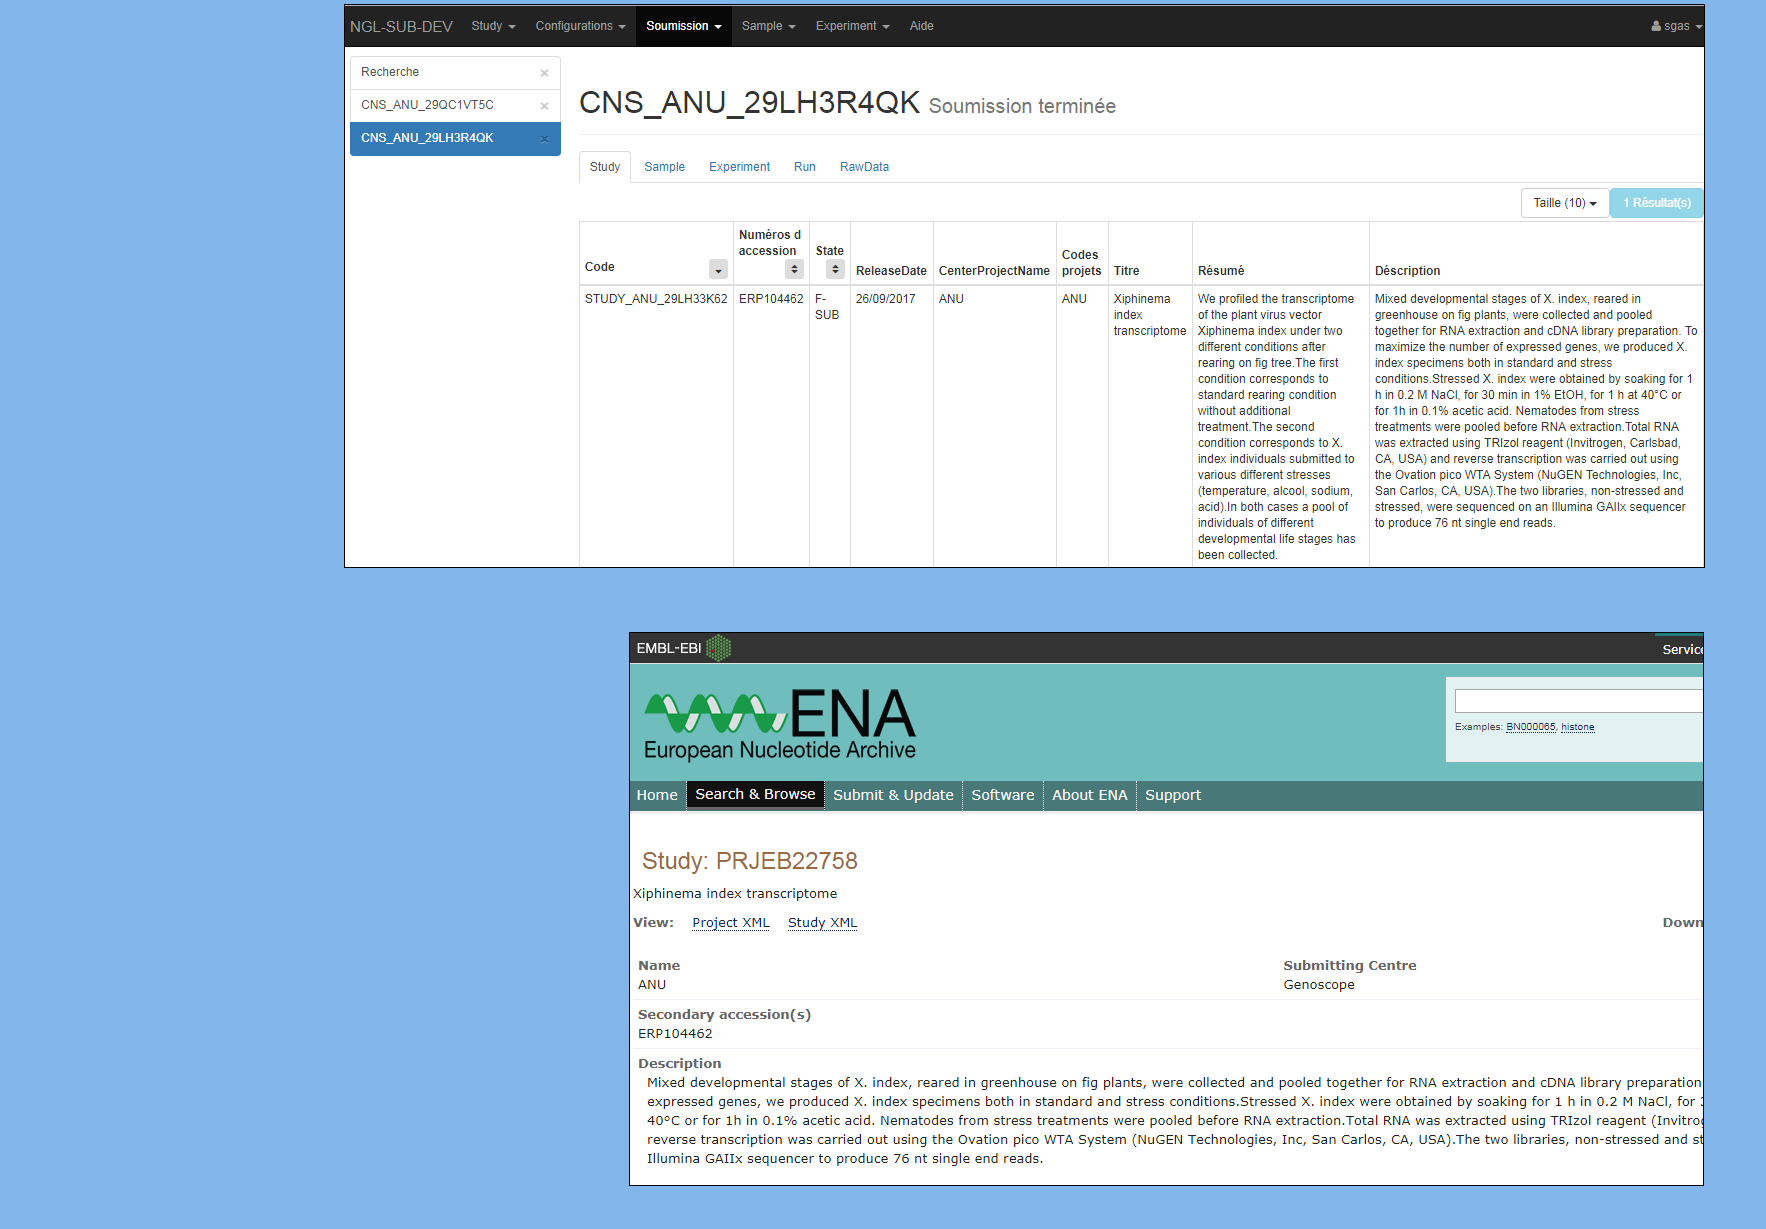 NGL-SUB-DEV Study Configurations Soumission Sample Experiment Aide sgas
Recherche ×
CNS_ANU_29QC1VT5C ×
CNS_ANU_29LH3R4QK ×
CNS_ANU_29LH3R4QK Soumission terminée
Study Sample Experiment Run RawData
Taille (10) 1 Résultat(s)
Code
Numéros d
accession
State
ReleaseDate
CenterProjectName
Codes
projets
Titre
Résumé
Déscription
STUDY_ANU_29LH33K62
ERP104462
F-
SUB
26/09/2017
ANU
ANU
Xiphinema
index
transcriptome
We profiled the transcriptome
of the plant virus vector
Xiphinema index under two
different conditions after
rearing on fig tree.The first
condition corresponds to
standard rearing condition
without additional
treatment.The second
condition corresponds to X.
index individuals submitted to
various different stresses
(temperature, alcool, sodium,
acid).In both cases a pool of
individuals of different
developmental life stages has
been collected.
Mixed developmental stages of X. index, reared in
greenhouse on fig plants, were collected and pooled
together for RNA extraction and cDNA library preparation. To
maximize the number of expressed genes, we produced X.
index specimens both in standard and stress
conditions.Stressed X. index were obtained by soaking for 1
h in 0.2 M NaCl, for 30 min in 1% EtOH, for 1 h at 40°C or
for 1h in 0.1% acetic acid. Nematodes from stress
treatments were pooled before RNA extraction.Total RNA
was extracted using TRIzol reagent (Invitrogen, Carlsbad,
CA, USA) and reverse transcription was carried out using
the Ovation pico WTA System (NuGEN Technologies, Inc,
San Carlos, CA, USA).The two libraries, non-stressed and
stressed, were sequenced on an Illumina GAIIx sequencer
to produce 76 nt single end reads.
EMBL-EBI Service
ENA
European Nucleotide Archive
Examples: BN000065, histone
Home Search & Browse Submit & Update Software About ENA Support
Study: PRJEB22758
Xiphinema index transcriptome
View: Project XML Study XML Down
Name Submitting Centre
ANU Genoscope
Secondary accession(s)
ERP104462
Description
Mixed developmental stages of X. index, reared in greenhouse on fig plants, were collected and pooled together for RNA extraction and cDNA library preparation
expressed genes, we produced X. index specimens both in standard and stress conditions.Stressed X. index were obtained by soaking for 1 h in 0.2 M NaCl, for
40°C or for 1h in 0.1% acetic acid. Nematodes from stress treatments were pooled before RNA extraction.Total RNA was extracted using TRIzol reagent (Invitro
reverse transcription was carried out using the Ovation pico WTA System (NuGEN Technologies, Inc, San Carlos, CA, USA).The two libraries, non-stressed and st
Illumina GAIIx sequencer to produce 76 nt single end reads.